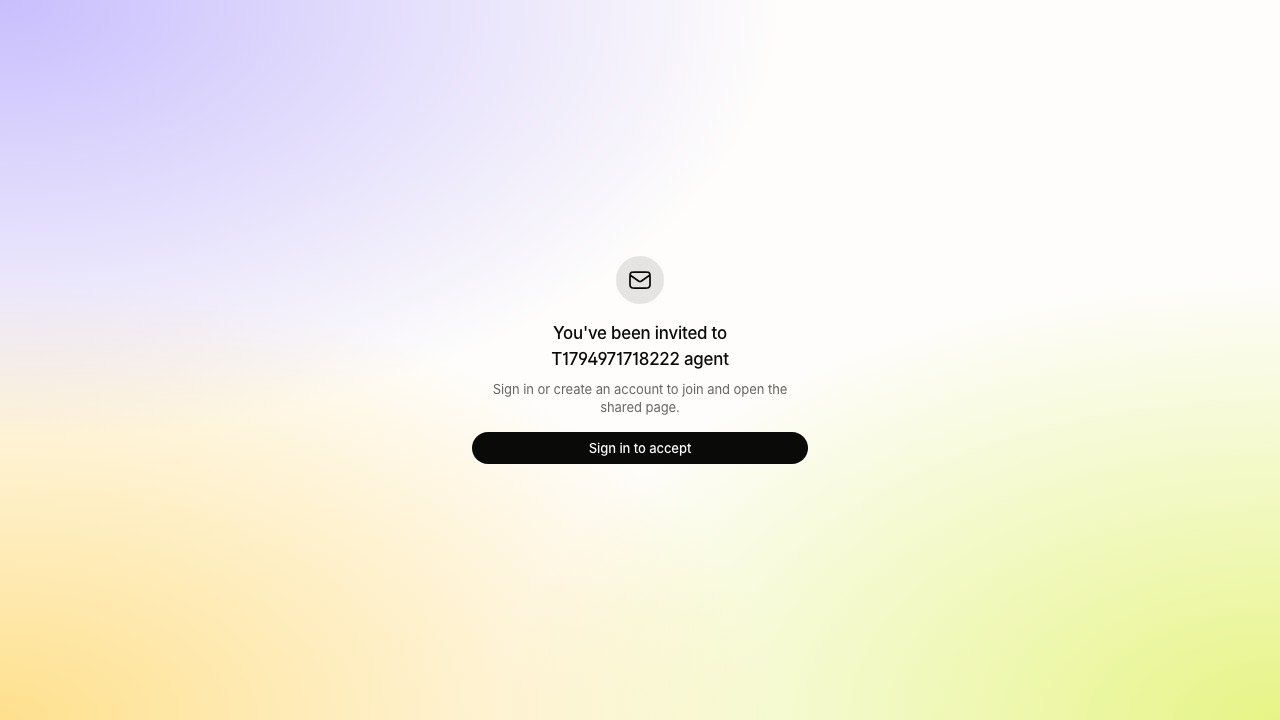 You've been invited to
T1794971718222 agent
Sign in or create an account to join and open the
shared page.
Sign in to accept